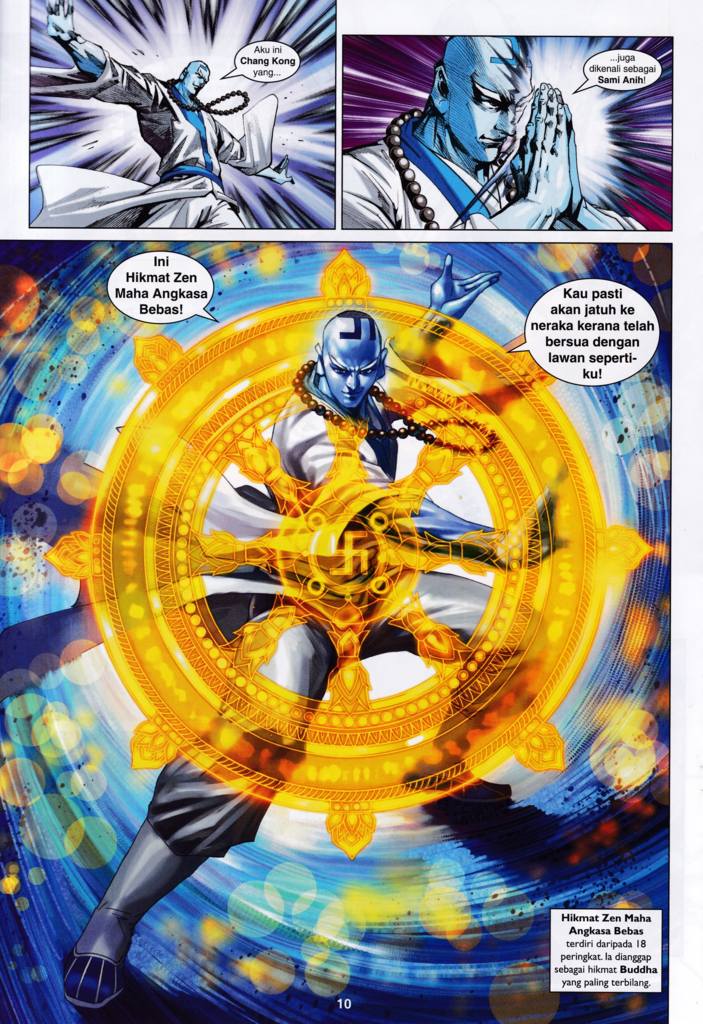 Aku ini
Chang Kong
yang...
...juga
dikenali sebagai
Sami Anih!
Ini
Hikmat Zen
Maha Angkasa
Bebas!
Kau pasti
akan jatuh ke
neraka kerana telah
bersua dengan
lawan seperti-
ku!
Hikmat Zen Maha
Angkasa Bebas
terdiri daripada 18
peringkat. Ia dianggap
sebagai hikmat Buddha
yang paling terbilang.
10